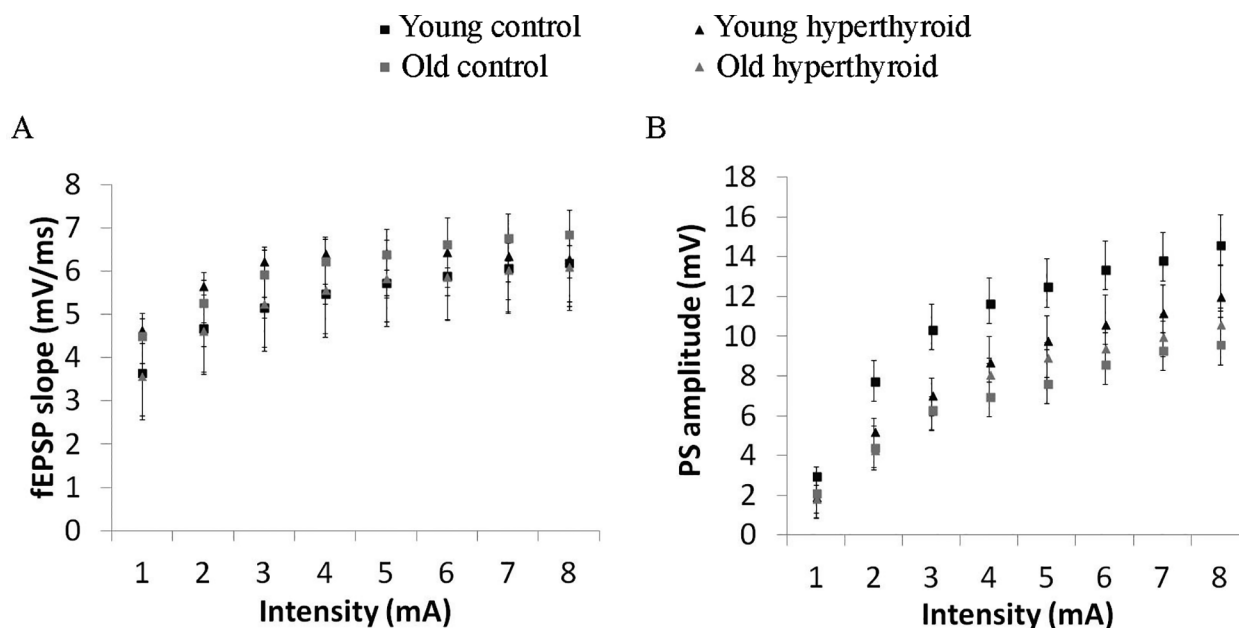 Young control Young hyperthyroid
Old control Old hyperthyroid
A
B
fEPSP slope (mV/ms)
8
7
6
5
4
3
2
1
0
1 2 3 4 5 6 7 8
Intensity (mA)
PS amplitude (mV)
18
16
14
12
10
8
6
4
2
0
1 2 3 4 5 6 7 8
Intensity (mA)